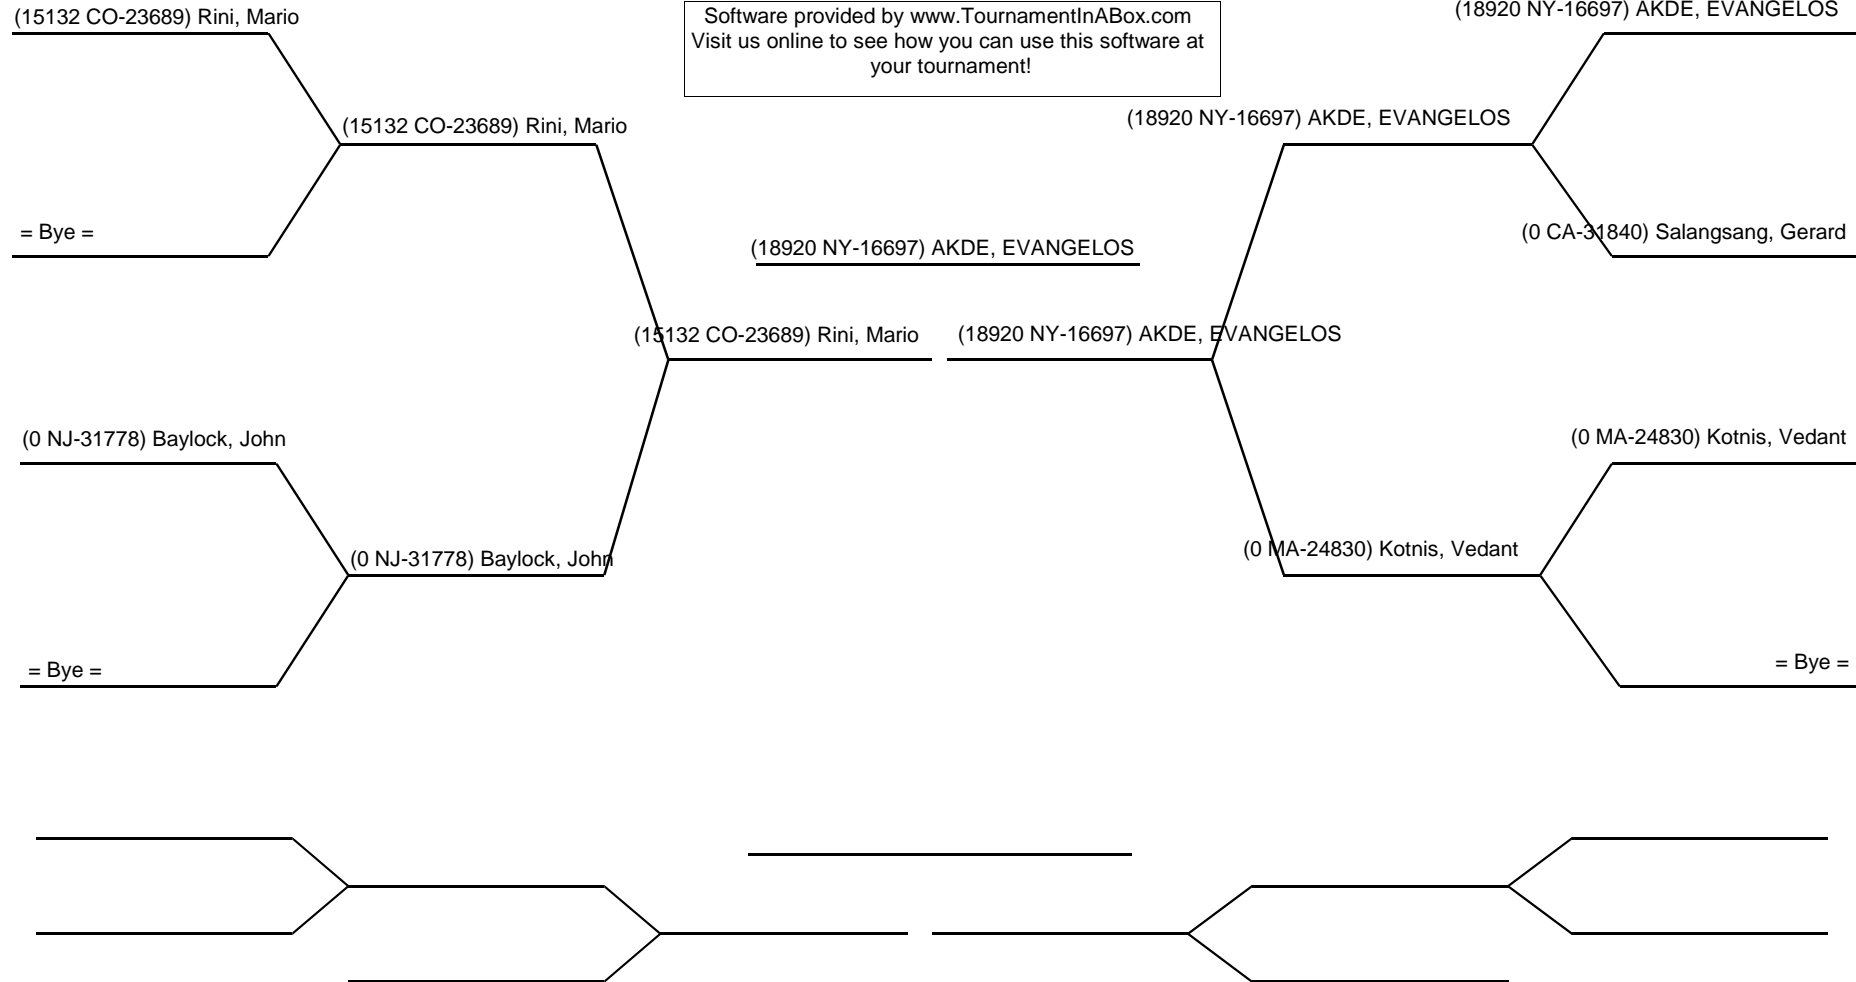 (15132 CO-23689) Rini, Mario
Software provided by www.TournamentInABox.com
Visit us online to see how you can use this software at
your tournament!
(18920 NY-16697) AKDE, EVANGELOS
(15132 CO-23689) Rini, Mario
(18920 NY-16697) AKDE, EVANGELOS
= Bye =
(18920 NY-16697) AKDE, EVANGELOS
(0 CA-31840) Salangsang, Gerard
(15132 CO-23689) Rini, Mario
(18920 NY-16697) AKDE, EVANGELOS
(0 NJ-31778) Baylock, John
(0 MA-24830) Kotnis, Vedant
(0 NJ-31778) Baylock, John
(0 MA-24830) Kotnis, Vedant
= Bye =
= Bye =